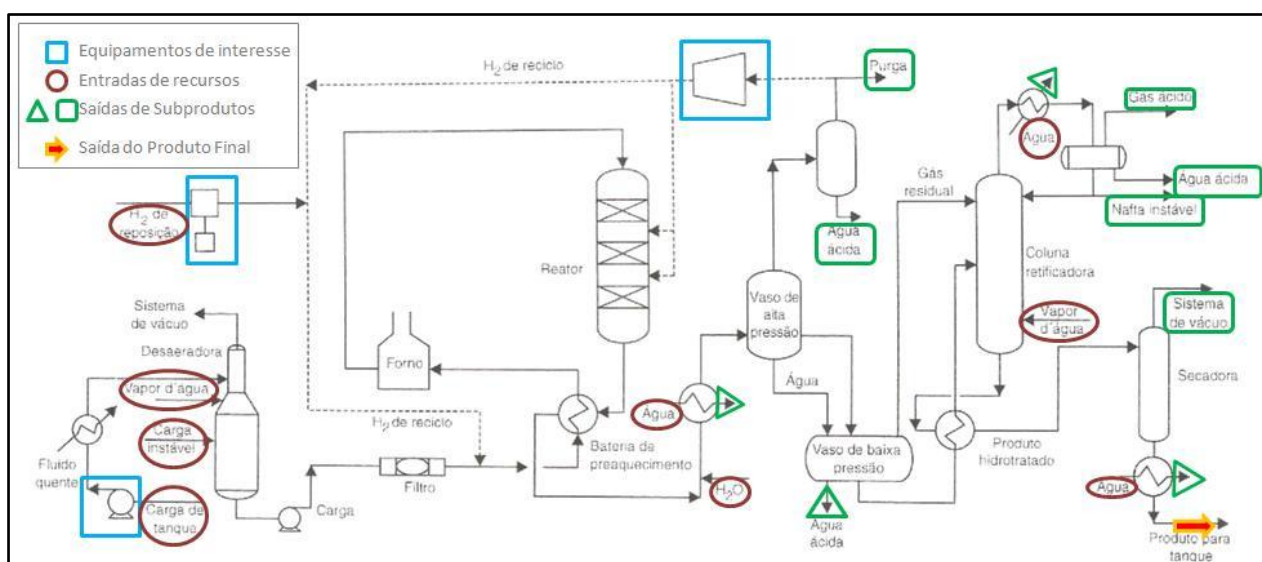 Equipamentos de interesse
Entradas de recursos
Saídas de Subprodutos
Saída do Produto Final
H2 de reciclo
Purga
Gás ácido
Água
Água ácida
Nafta instável
Gás
residual
H2 de
reposição
Água
ácida
Reator
Coluna
retificadora
Vaso de
alta
pressão
Sistema
de vácuo
Vapor
d'água
Sistema
de vácuo
Desaeradora
Forno
Secadora
Vapor d'água
Água
Água
H2 de reciclo
Carga
instável
Bateria de
preaquecimento
Produto
hidrotratado
Vaso de baixa
pressão
Fluido
quente
Filtro
H2O
Água
Carga de
tanqua
Carga
Água
ácida
Produto para
tanque